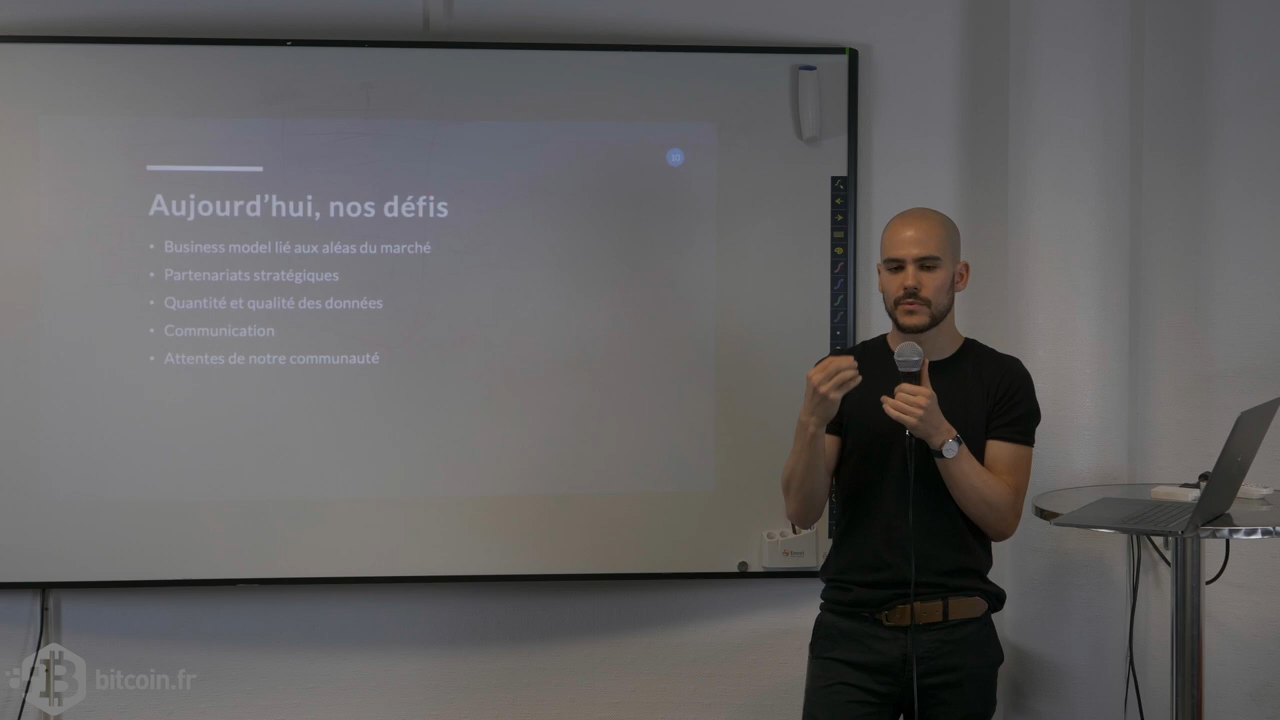 10
Aujourd'hui, nos défis
• Business model lié aux aléas du marché
• Partenariats stratégiques
• Quantité et qualité des données
• Communication
• Attentes de notre communauté
bitcoin.fr